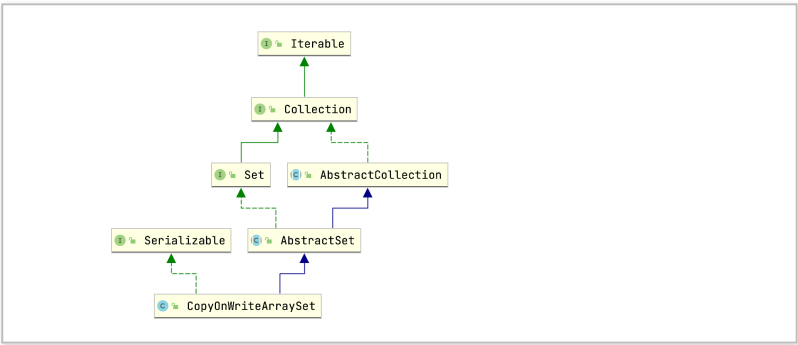 I Iterable
I Collection
I Set
C AbstractCollection
I Serializable
C AbstractSet
C CopyOnWriteArraySet